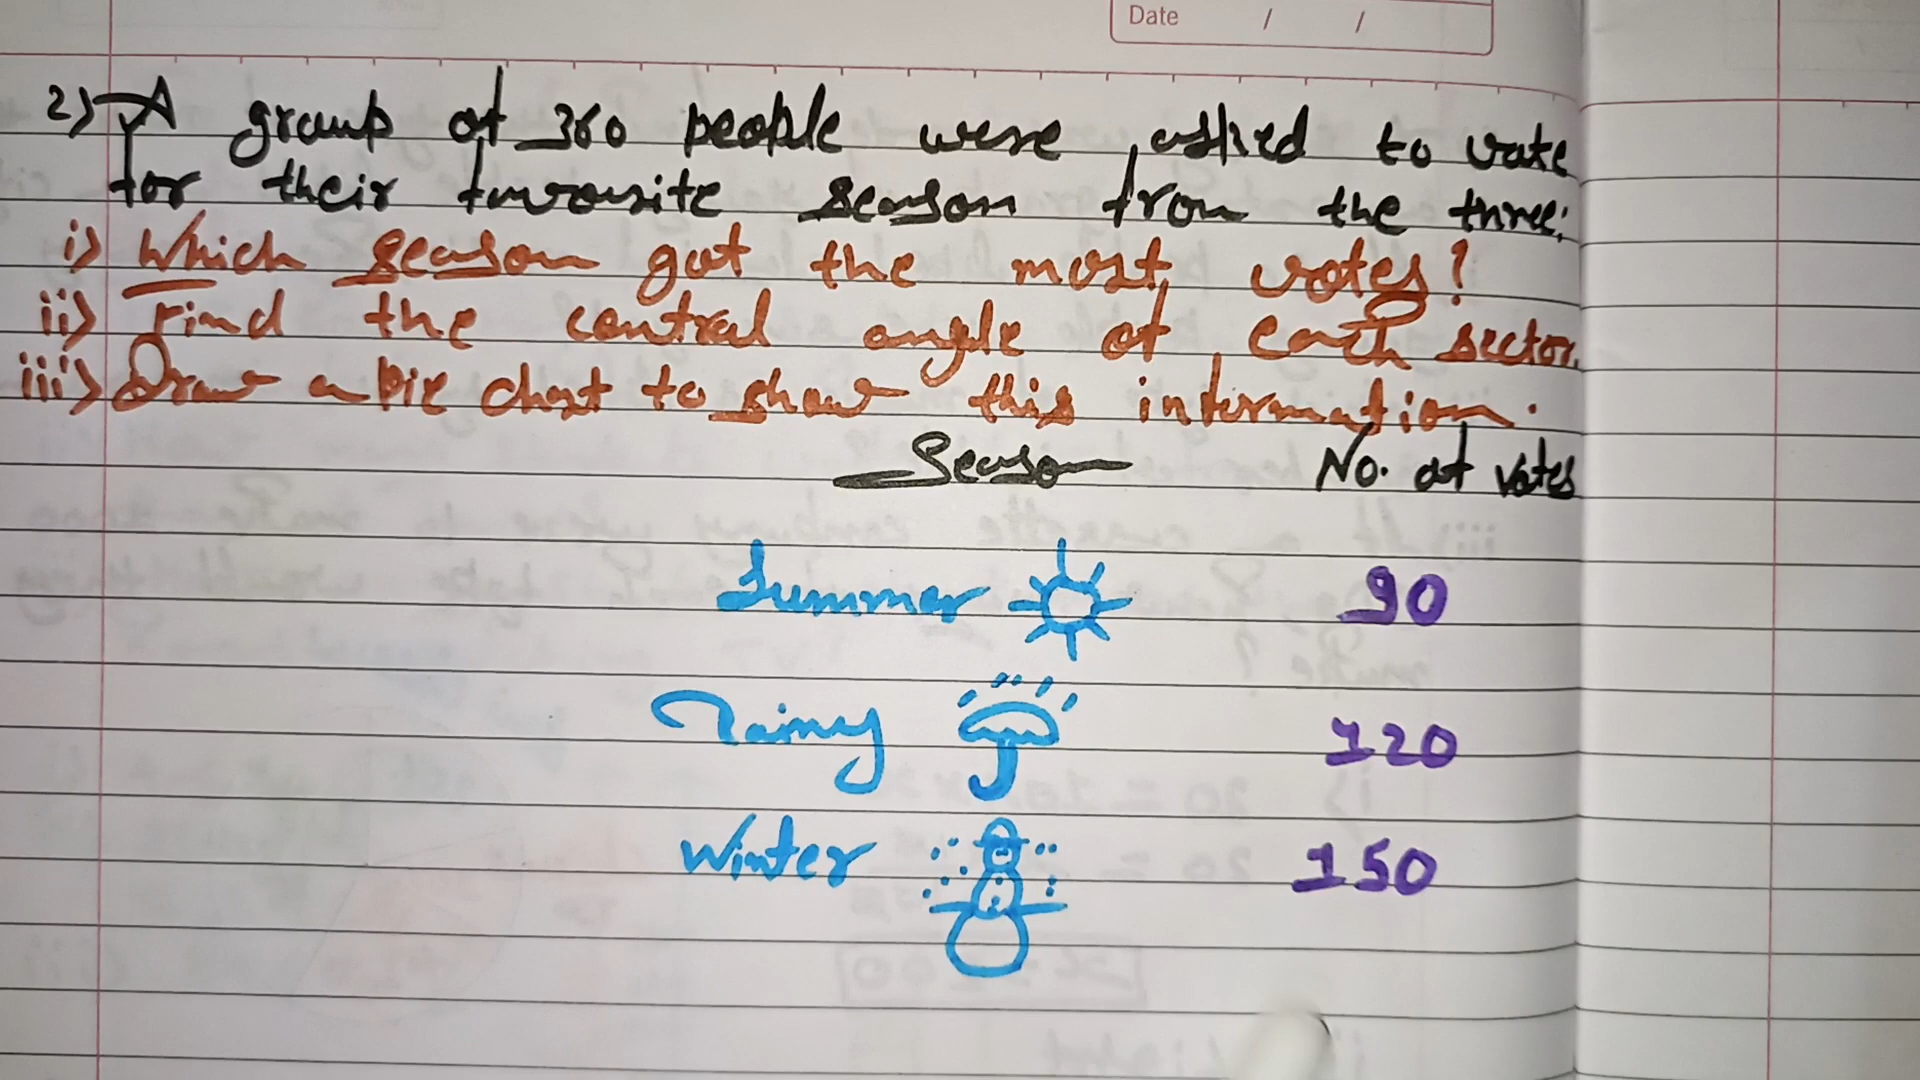 Date / /
2) A group of 360 people were asked to vote
for their favourite season from the three:
i) Which season got the most votes?
ii) Find the central angle of each sector.
iii) Draw a pie chart to show this information.
Season No. of votes
Summer 90
Rainy 120
Winter 150